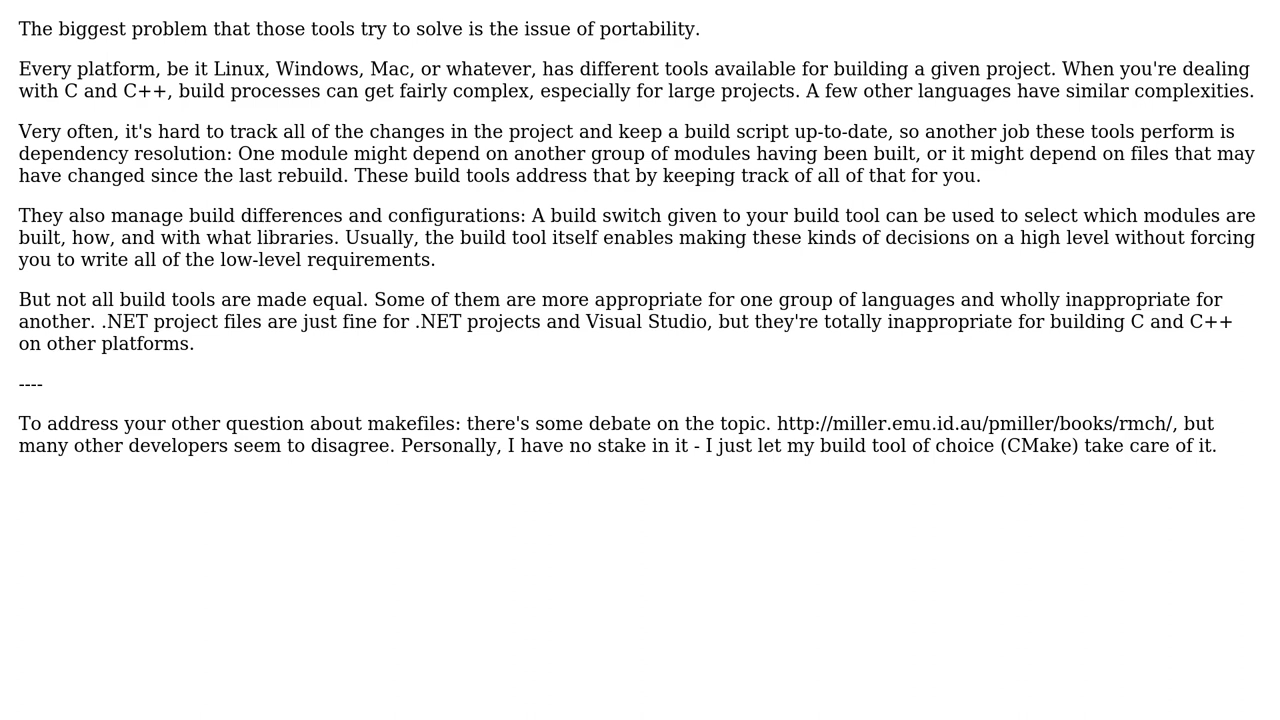 The biggest problem that those tools try to solve is the issue of portability.
Every platform, be it Linux, Windows, Mac, or whatever, has different tools available for building a given project. When you're dealing
with C and C++, build processes can get fairly complex, especially for large projects. A few other languages have similar complexities.
Very often, it's hard to track all of the changes in the project and keep a build script up-to-date, so another job these tools perform is
dependency resolution: One module might depend on another group of modules having been built, or it might depend on files that may
have changed since the last rebuild. These build tools address that by keeping track of all of that for you.
They also manage build differences and configurations: A build switch given to your build tool can be used to select which modules are
built, how, and with what libraries. Usually, the build tool itself enables making these kinds of decisions on a high level without forcing
you to write all of the low-level requirements.
But not all build tools are made equal. Some of them are more appropriate for one group of languages and wholly inappropriate for
another. .NET project files are just fine for .NET projects and Visual Studio, but they're totally inappropriate for building C and C++
on other platforms.
----
To address your other question about makefiles: there's some debate on the topic. http://miller.emu.id.au/pmiller/books/rmch/, but
many other developers seem to disagree. Personally, I have no stake in it - I just let my build tool of choice (CMake) take care of it.